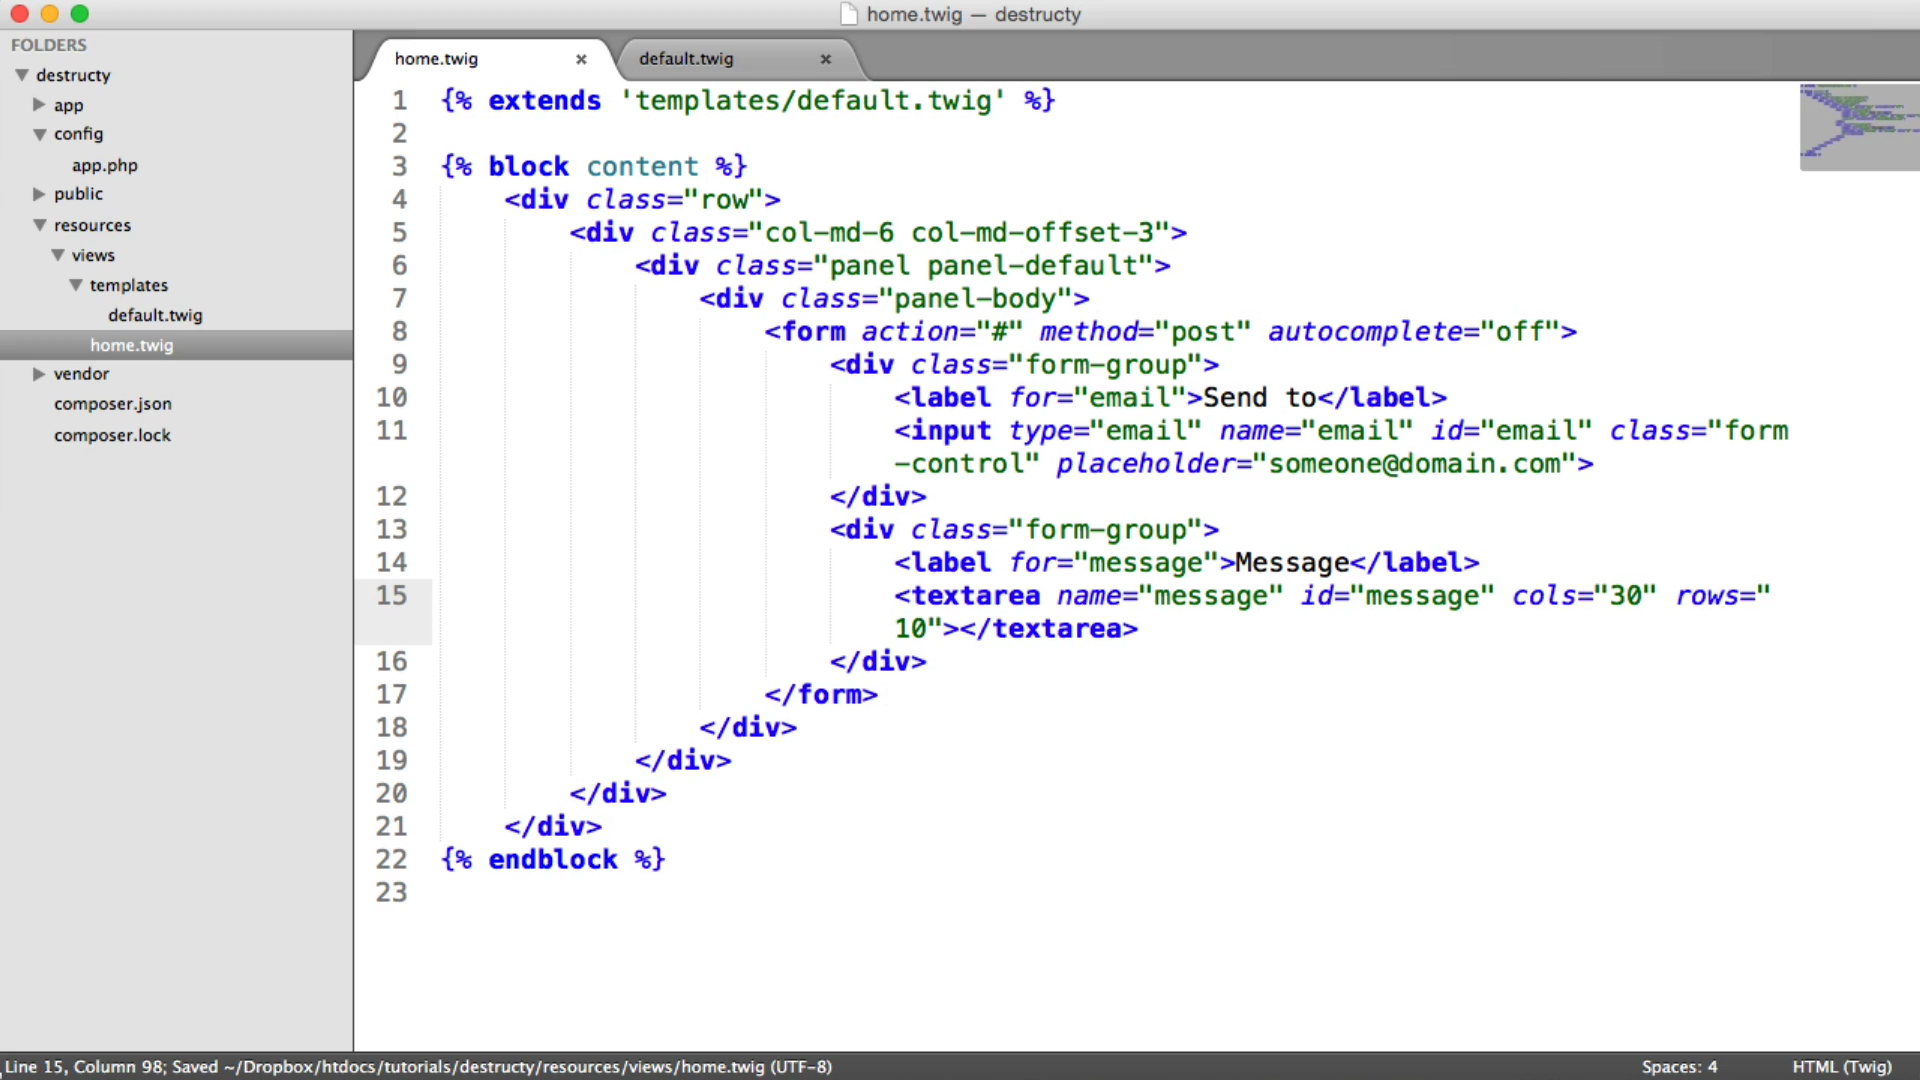 home.twig — destructy
FOLDERS
destructy
app
config
app.php
public
resources
views
templates
default.twig
home.twig
vendor
composer.json
composer.lock
home.twig × default.twig ×
1 {% extends 'templates/default.twig' %}
2
3 {% block content %}
4 <div class="row">
5 <div class="col-md-6 col-md-offset-3">
6 <div class="panel panel-default">
7 <div class="panel-body">
8 <form action="#" method="post" autocomplete="off">
9 <div class="form-group">
10 <label for="email">Send to</label>
11 <input type="email" name="email" id="email" class="form
-control" placeholder="someone@domain.com">
12 </div>
13 <div class="form-group">
14 <label for="message">Message</label>
15 <textarea name="message" id="message" cols="30" rows="
10"></textarea>
16 </div>
17 </form>
18 </div>
19 </div>
20 </div>
21 </div>
22 {% endblock %}
23
Line 15, Column 98; Saved ~/Dropbox/htdocs/tutorials/destructy/resources/views/home.twig (UTF-8) Spaces: 4 HTML (Twig)